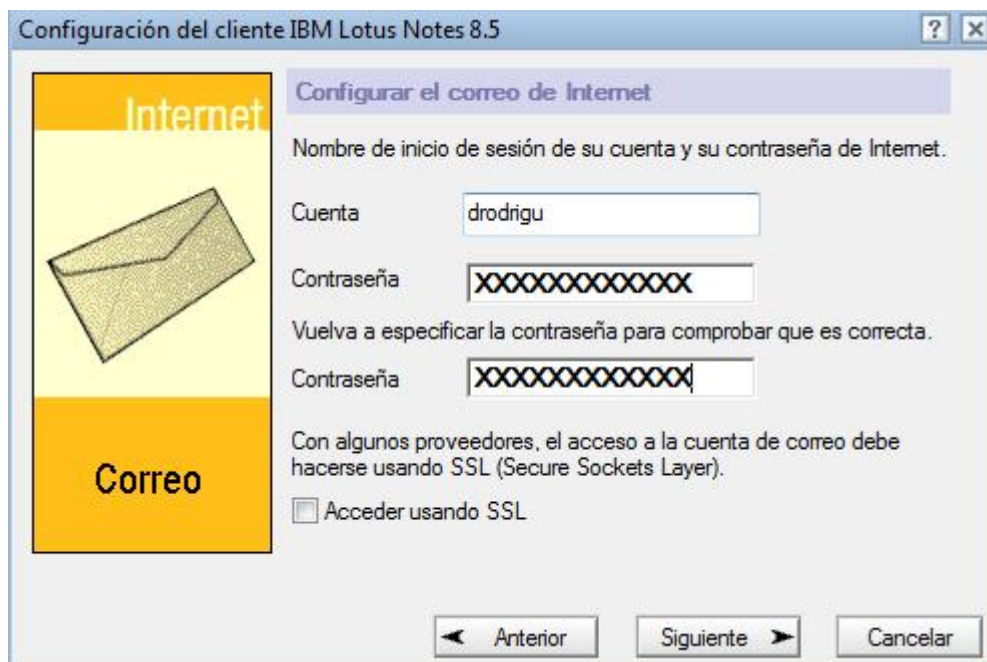 Configuración del cliente IBM Lotus Notes 8.5
?
Internet
Correo
Configurar el correo de Internet
Nombre de inicio de sesión de su cuenta y su contraseña de Internet.
Cuenta drodrigu
Contraseña XXXXXXXXXXXX
Vuelva a especificar la contraseña para comprobar que es correcta.
Contraseña XXXXXXXXXXXX
Con algunos proveedores, el acceso a la cuenta de correo debe
hacerse usando SSL (Secure Sockets Layer).
Acceder usando SSL
Anterior Siguiente Cancelar